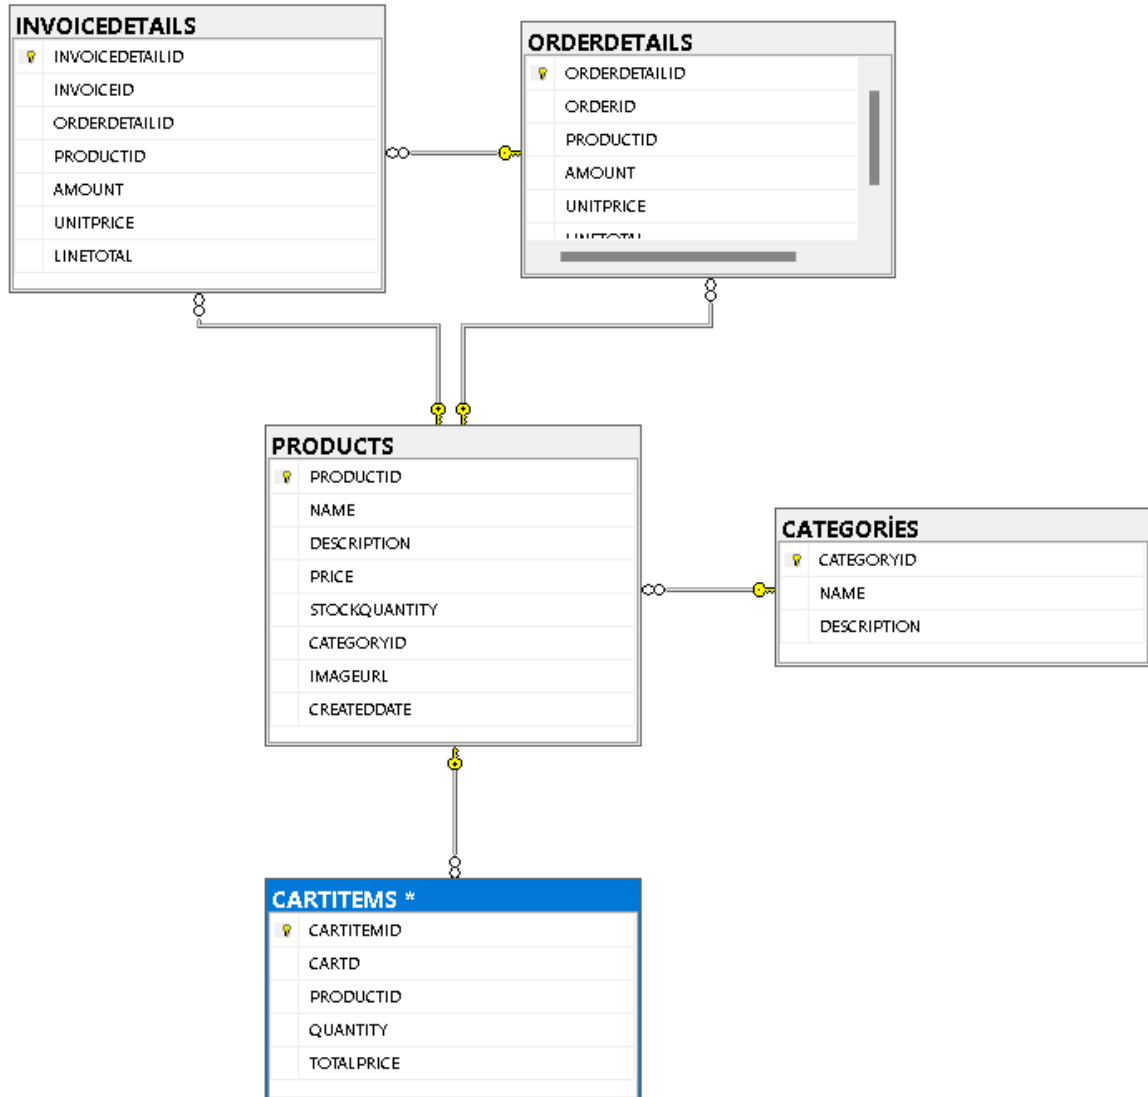 INVOICEDETAILS
INVOICEDETAILID
INVOICEID
ORDERDETAILID
PRODUCTID
AMOUNT
UNITPRICE
LINETOTAL
ORDERDETAILS
ORDERDETAILID
ORDERID
PRODUCTID
AMOUNT
UNITPRICE
LINETOTAL
PRODUCTS
PRODUCTID
NAME
DESCRIPTION
PRICE
STOCKQUANTITY
CATEGORYID
IMAGEURL
CREATEDDATE
CATEGORİES
CATEGORYID
NAME
DESCRIPTION
CARTITEMS *
CARTITEMID
CARTD
PRODUCTID
QUANTITY
TOTALPRICE